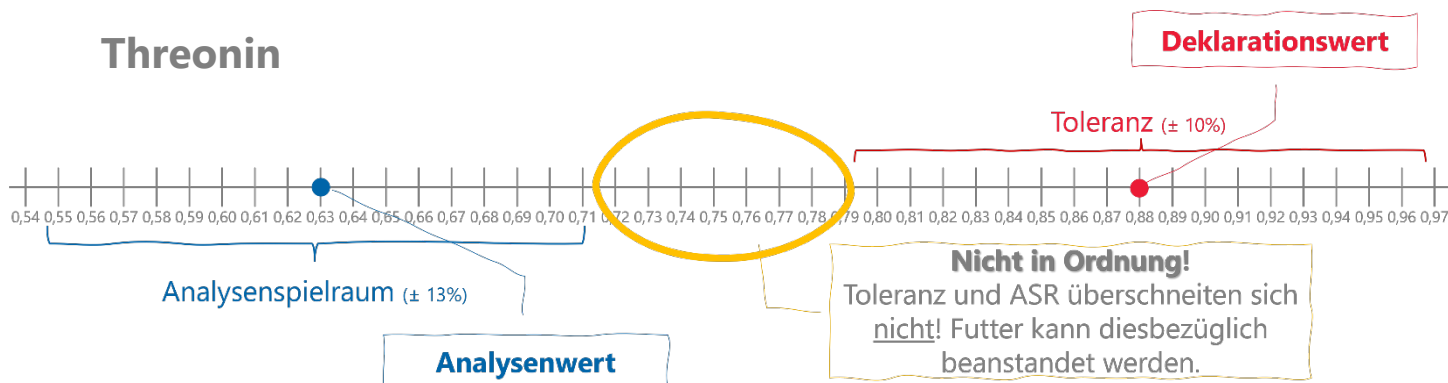 Threonin
Deklarationswert
Toleranz (± 10%)
0,54 0,55 0,56 0,57 0,58 0,59 0,60 0,61 0,62 0,63 0,64 0,65 0,66 0,67 0,68 0,69 0,70 0,71 0,72 0,73 0,74 0,75 0,76 0,77 0,78 0,79 0,80 0,81 0,82 0,83 0,84 0,85 0,86 0,87 0,88 0,89 0,90 0,91 0,92 0,93 0,94 0,95 0,96 0,97
Analysenspielraum (± 13%)
Analysenwert
Nicht in Ordnung!
Toleranz und ASR überschneiten sich
nicht! Futter kann diesbezüglich
beanstandet werden.